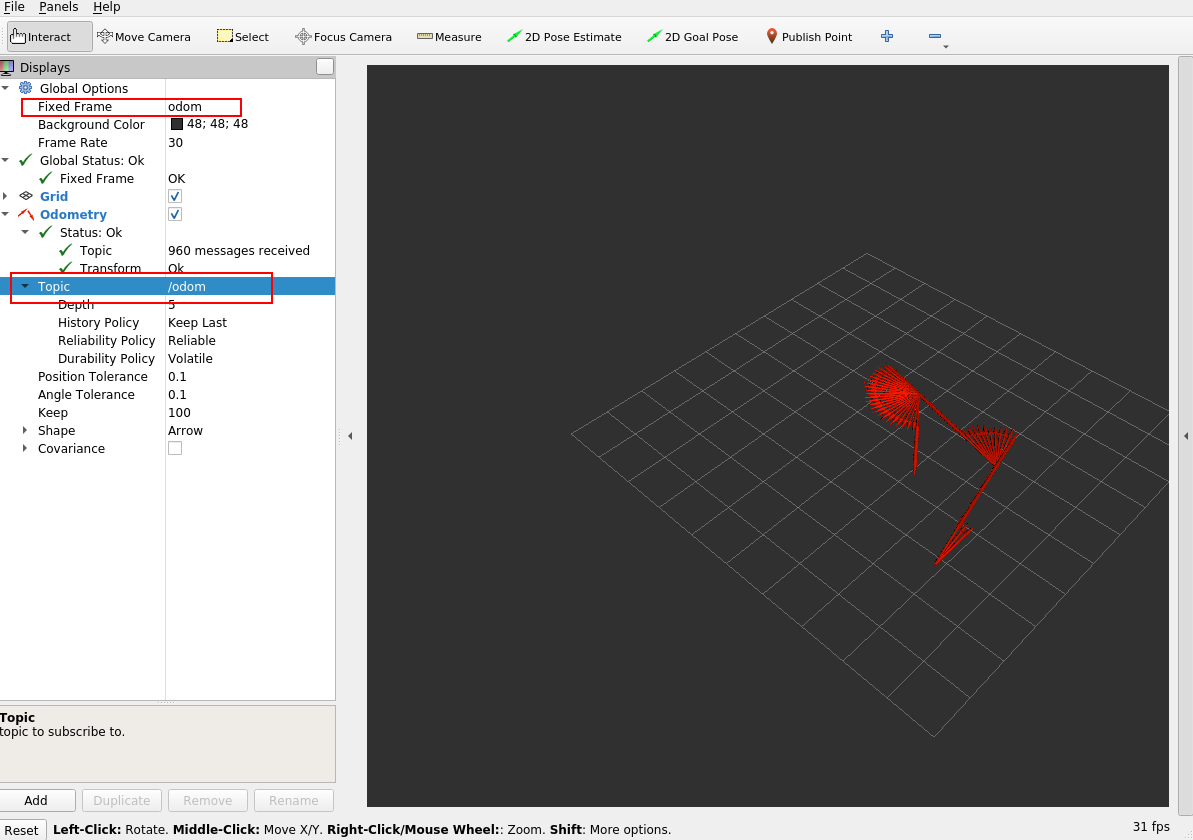 File Panels Help
Interact Move Camera Select Focus Camera Measure 2D Pose Estimate 2D Goal Pose Publish Point
Displays
Global Options
Fixed Frame odom
Background Color 48; 48; 48
Frame Rate 30
Global Status: Ok
Fixed Frame OK
Grid
Odometry
Status: Ok
Topic 960 messages received
Transform Ok
Topic /odom
Depth 5
History Policy Keep Last
Reliability Policy Reliable
Durability Policy Volatile
Position Tolerance 0.1
Angle Tolerance 0.1
Keep 100
Shape Arrow
Covariance
Topic
topic to subscribe to.
Add Duplicate Remove Rename
Reset Left-Click: Rotate. Middle-Click: Move X/Y. Right-Click/Mouse Wheel:: Zoom. Shift: More options. 31 fps